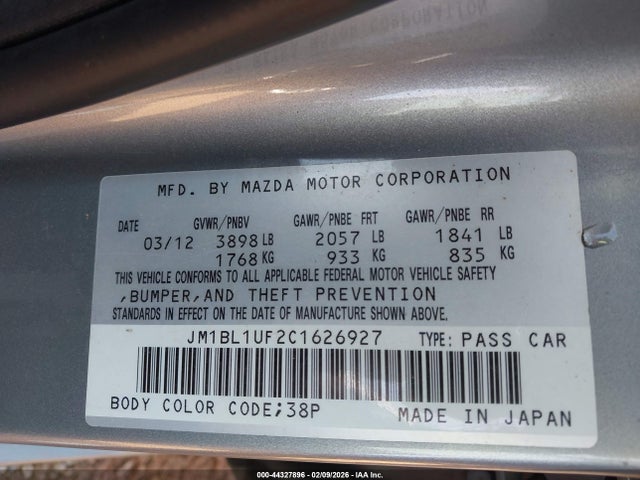 MFD. BY MAZDA MOTOR CORPORATION
DATE GVWR/PNBV GAWR/PNBE FRT GAWR/PNBE RR
03/12 3898 LB 2057 LB 1841 LB
1768 KG 933 KG 835 KG
THIS VEHICLE CONFORMS TO ALL APPLICABLE FEDERAL MOTOR VEHICLE SAFETY
,BUMPER,AND THEFT PREVENTION
STANDARDS IN EFFECT ON THE DATE OF MANUFACTURE SHOWN ABOVE.
JM1BL1UF2C1626927 TYPE: PASS CAR
BODY COLOR CODE;38P MADE IN JAPAN
000-44327896 - 02/09/2026 - IAA Inc.